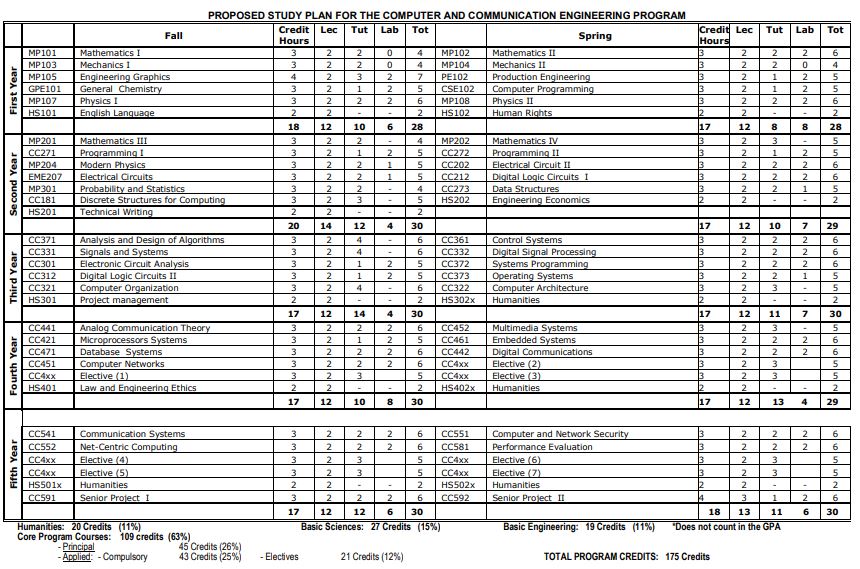 PROPOSED STUDY PLAN FOR THE COMPUTER AND COMMUNICATION ENGINEERING PROGRAM
Fall Credit Hours Lec Tut Lab Tot Spring Credit Hours Lec Tut Lab Tot
First Year
MP101 Mathematics I 3 2 2 0 4 MP102 Mathematics II 3 2 2 2 6
MP103 Mechanics I 3 2 2 0 4 MP104 Mechanics II 3 2 2 0 4
MP105 Engineering Graphics 4 2 3 2 7 PE102 Production Engineering 3 2 1 2 5
GPE101 General Chemistry 3 2 1 2 5 CSE102 Computer Programming 3 2 1 2 5
MP107 Physics I 3 2 2 2 6 MP108 Physics II 3 2 2 2 6
HS101 English Language 2 2 - - 2 HS102 Human Rights 2 2 - - 2
18 12 10 6 28 17 12 8 8 28
Second Year
MP201 Mathematics III 3 2 2 - 4 MP202 Mathematics IV 3 2 3 - 5
CC271 Programming I 3 2 1 2 5 CC272 Programming II 3 2 1 2 5
MP204 Modern Physics 3 2 2 1 5 CC202 Electrical Circuit II 3 2 2 2 6
EME207 Electrical Circuits 3 2 2 1 5 CC212 Digital Logic Circuits I 3 2 2 2 6
MP301 Probability and Statistics 3 2 2 - 4 CC273 Data Structures 3 2 2 1 5
CC181 Discrete Structures for Computing 3 2 3 - 5 HS202 Engineering Economics 2 2 - - 2
HS201 Technical Writing 2 2 - - 2
20 14 12 4 30 17 12 10 7 29
Third Year
CC371 Analysis and Design of Algorithms 3 2 4 - 6 CC361 Control Systems 3 2 2 2 6
CC331 Signals and Systems 3 2 4 - 6 CC332 Digital Signal Processing 3 2 2 2 6
CC301 Electronic Circuit Analysis 3 2 1 2 5 CC372 Systems Programming 3 2 2 2 6
CC312 Digital Logic Circuits II 3 2 1 2 5 CC373 Operating Systems 3 2 2 1 5
CC321 Computer Organization 3 2 4 - 6 CC322 Computer Architecture 3 2 3 - 5
HS301 Project management 2 2 - - 2 HS302x Humanities 2 2 - - 2
17 12 14 4 30 17 12 11 7 30
Fourth Year
CC441 Analog Communication Theory 3 2 2 2 6 CC452 Multimedia Systems 3 2 3 - 5
CC421 Microprocessors Systems 3 2 1 2 5 CC461 Embedded Systems 3 2 2 2 6
CC471 Database Systems 3 2 2 2 6 CC442 Digital Communications 3 2 2 2 6
CC451 Computer Networks 3 2 2 2 6 CC4xx Elective (2) 3 2 3 5
CC4xx Elective (1) 3 2 3 5 CC4xx Elective (3) 3 2 3 5
HS401 Law and Engineering Ethics 2 2 - - 2 HS402x Humanities 2 2 - - 2
17 12 10 8 30 17 12 13 4 29
Fifth Year
CC541 Communication Systems 3 2 2 2 6 CC551 Computer and Network Security 3 2 2 2 6
CC552 Net-Centric Computing 3 2 2 2 6 CC581 Performance Evaluation 3 2 2 2 6
CC4xx Elective (4) 3 2 3 5 CC4xx Elective (6) 3 2 3 5
CC4xx Elective (5) 3 2 3 5 CC4xx Elective (7) 3 2 3 5
HS501x Humanities 2 2 - - 2 HS502x Humanities 2 2 - - 2
CC591 Senior Project I 3 2 2 2 6 CC592 Senior Project II 4 3 1 2 6
17 12 12 6 30 18 13 11 6 30
Humanities: 20 Credits (11%) Basic Sciences: 27 Credits (15%) Basic Engineering: 19 Credits (11%) *Does not count in the GPA
Core Program Courses: 109 credits (63%)
- Principal 45 Credits (26%)
- Applied: - Compulsory 43 Credits (25%) - Electives 21 Credits (12%) TOTAL PROGRAM CREDITS: 175 Credits